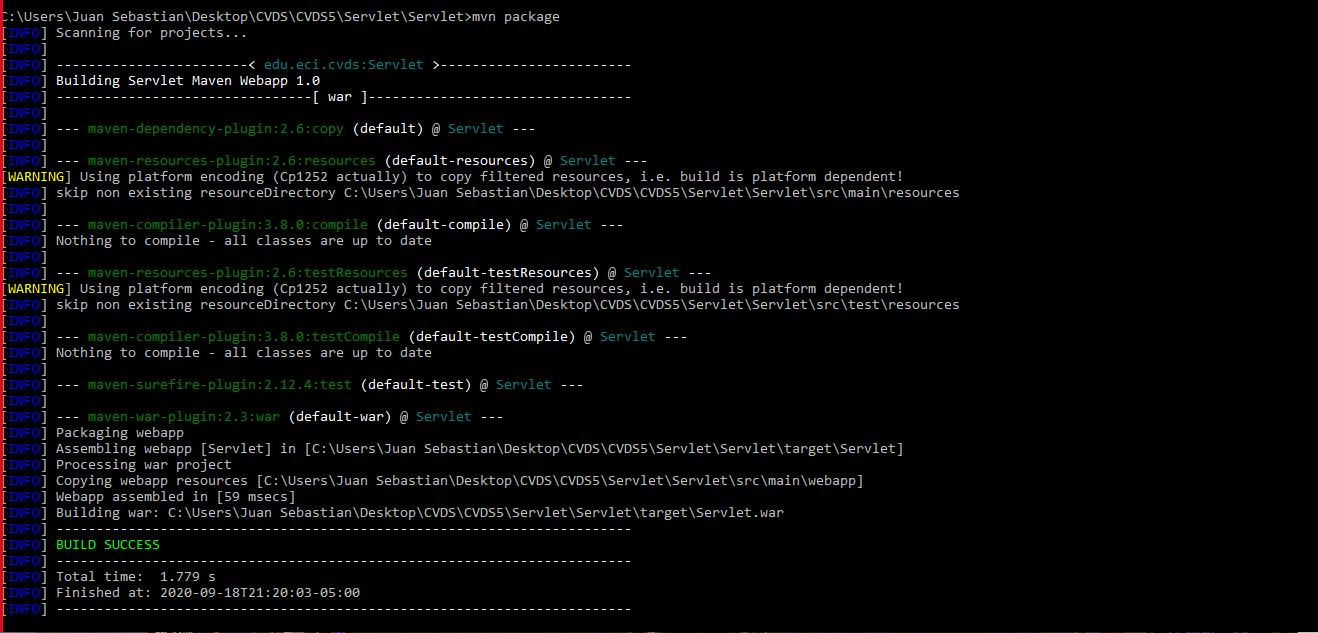 C:\Users\Juan Sebastian\Desktop\CVDS\CVDS5\Servlet\Servlet>mvn package
[INFO] Scanning for projects...
[INFO]
[INFO] ------------------------< edu.eci.cvds:Servlet >------------------------
[INFO] Building Servlet Maven Webapp 1.0
[INFO] --------------------------------[ war ]---------------------------------
[INFO]
[INFO] --- maven-dependency-plugin:2.6:copy (default) @ Servlet ---
[INFO]
[INFO] --- maven-resources-plugin:2.6:resources (default-resources) @ Servlet ---
[WARNING] Using platform encoding (Cp1252 actually) to copy filtered resources, i.e. build is platform dependent!
[INFO] skip non existing resourceDirectory C:\Users\Juan Sebastian\Desktop\CVDS\CVDS5\Servlet\Servlet\src\main\resources
[INFO]
[INFO] --- maven-compiler-plugin:3.8.0:compile (default-compile) @ Servlet ---
[INFO] Nothing to compile - all classes are up to date
[INFO]
[INFO] --- maven-resources-plugin:2.6:testResources (default-testResources) @ Servlet ---
[WARNING] Using platform encoding (Cp1252 actually) to copy filtered resources, i.e. build is platform dependent!
[INFO] skip non existing resourceDirectory C:\Users\Juan Sebastian\Desktop\CVDS\CVDS5\Servlet\Servlet\src\test\resources
[INFO]
[INFO] --- maven-compiler-plugin:3.8.0:testCompile (default-testCompile) @ Servlet ---
[INFO] Nothing to compile - all classes are up to date
[INFO]
[INFO] --- maven-surefire-plugin:2.12.4:test (default-test) @ Servlet ---
[INFO]
[INFO] --- maven-war-plugin:2.3:war (default-war) @ Servlet ---
[INFO] Packaging webapp
[INFO] Assembling webapp [Servlet] in [C:\Users\Juan Sebastian\Desktop\CVDS\CVDS5\Servlet\Servlet\target\Servlet]
[INFO] Processing war project
[INFO] Copying webapp resources [C:\Users\Juan Sebastian\Desktop\CVDS\CVDS5\Servlet\Servlet\src\main\webapp]
[INFO] Webapp assembled in [59 msecs]
[INFO] Building war: C:\Users\Juan Sebastian\Desktop\CVDS\CVDS5\Servlet\Servlet\target\Servlet.war
[INFO] ------------------------------------------------------------------------
[INFO] BUILD SUCCESS
[INFO] ------------------------------------------------------------------------
[INFO] Total time:  1.779 s
[INFO] Finished at: 2020-09-18T21:20:03-05:00
[INFO] ------------------------------------------------------------------------